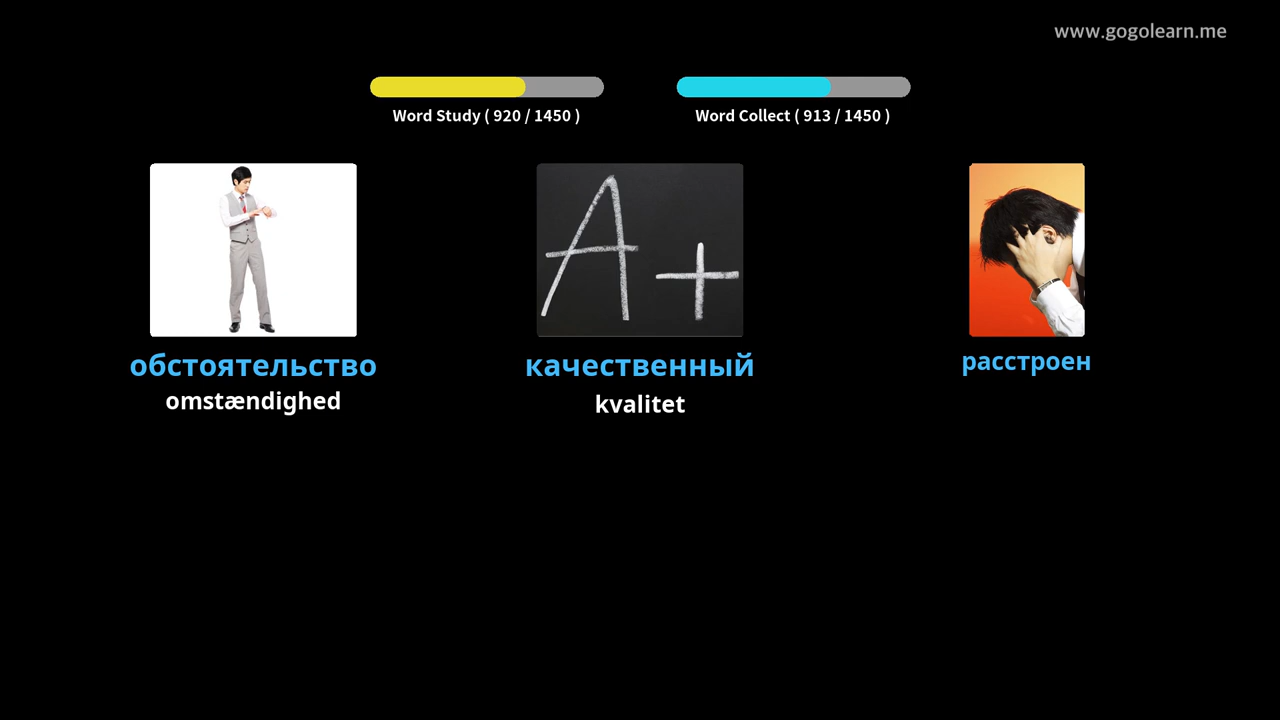 www.gogolearn.me
Word Study ( 920 / 1450 )
Word Collect ( 913 / 1450 )
A+
обстоятельство
omstændighed
качественный
kvalitet
расстроен